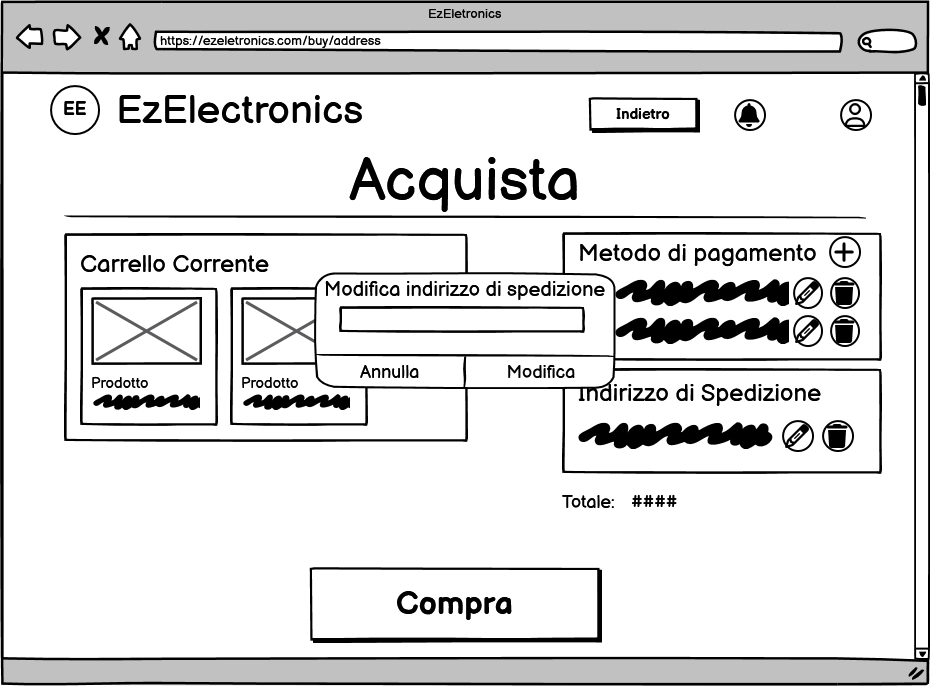 EzEletronics
https://ezeletronics.com/buy/address
EE
EzElectronics
Indietro
Acquista
Carrello Corrente
Metodo di pagamento
Modifica indirizzo di spedizione
Prodotto
Prodotto
Annulla
Modifica
Indirizzo di Spedizione
Totale: ####
Compra